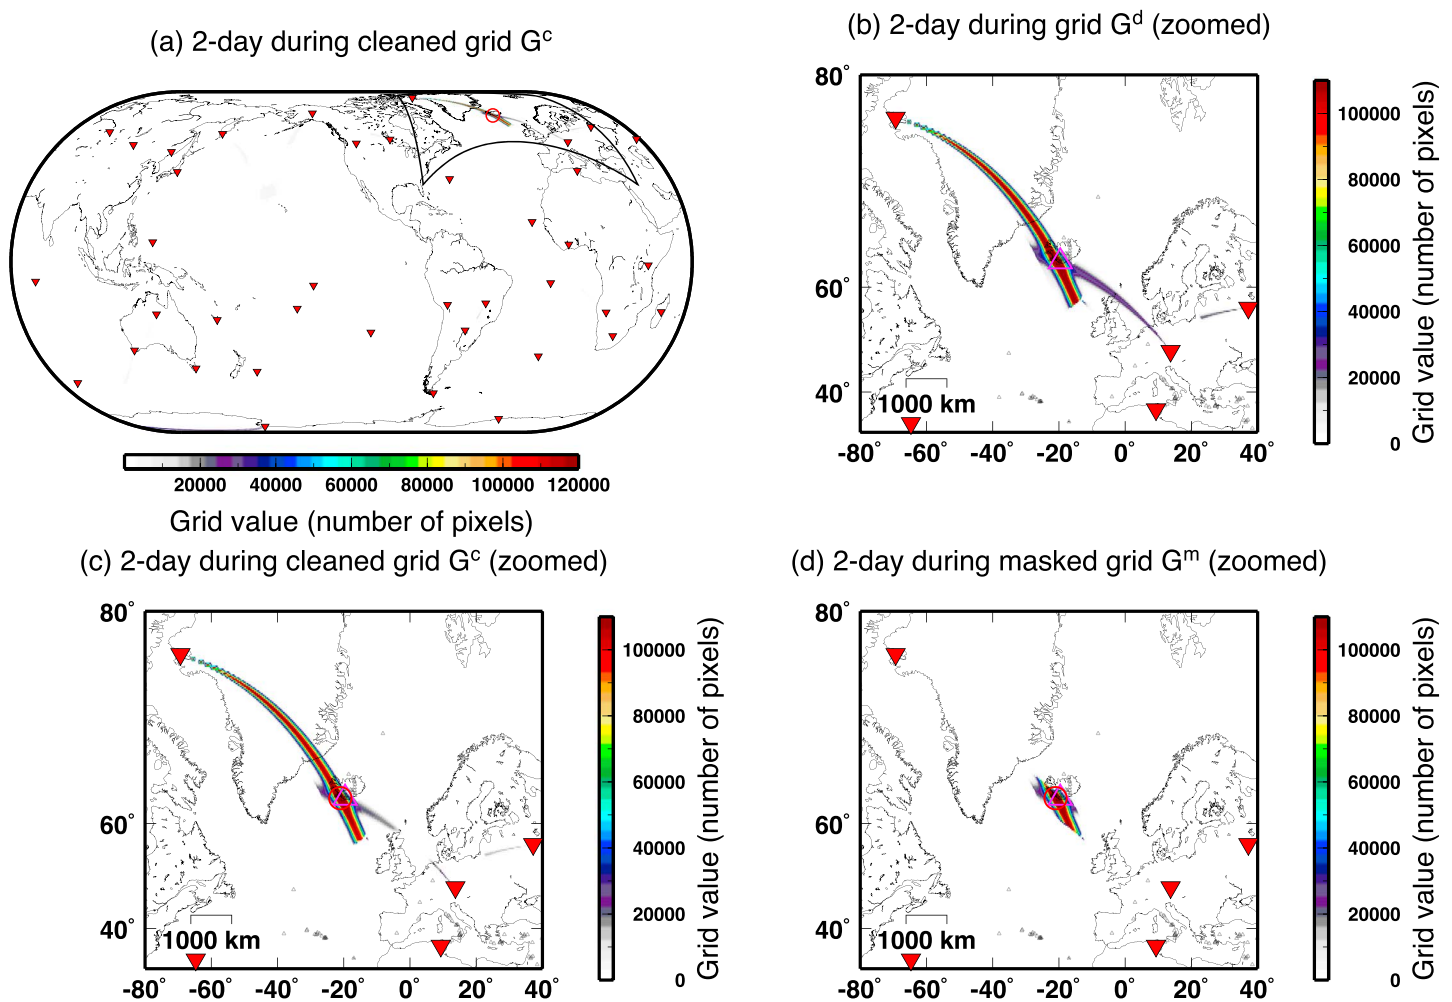 (a) 2-day during cleaned grid Gᶜ
20000 40000 60000 80000 100000 120000
Grid value (number of pixels)
(b) 2-day during grid Gᵈ (zoomed)
80°
60°
40°
1000 km
-80° -60° -40° -20° 0° 20° 40°
100000
80000
60000
40000
20000
0
Grid value (number of pixels)
(c) 2-day during cleaned grid Gᶜ (zoomed)
80°
60°
40°
1000 km
-80° -60° -40° -20° 0° 20° 40°
100000
80000
60000
40000
20000
0
Grid value (number of pixels)
(d) 2-day during masked grid Gᵐ (zoomed)
80°
60°
40°
1000 km
-80° -60° -40° -20° 0° 20° 40°
100000
80000
60000
40000
20000
0
Grid value (number of pixels)